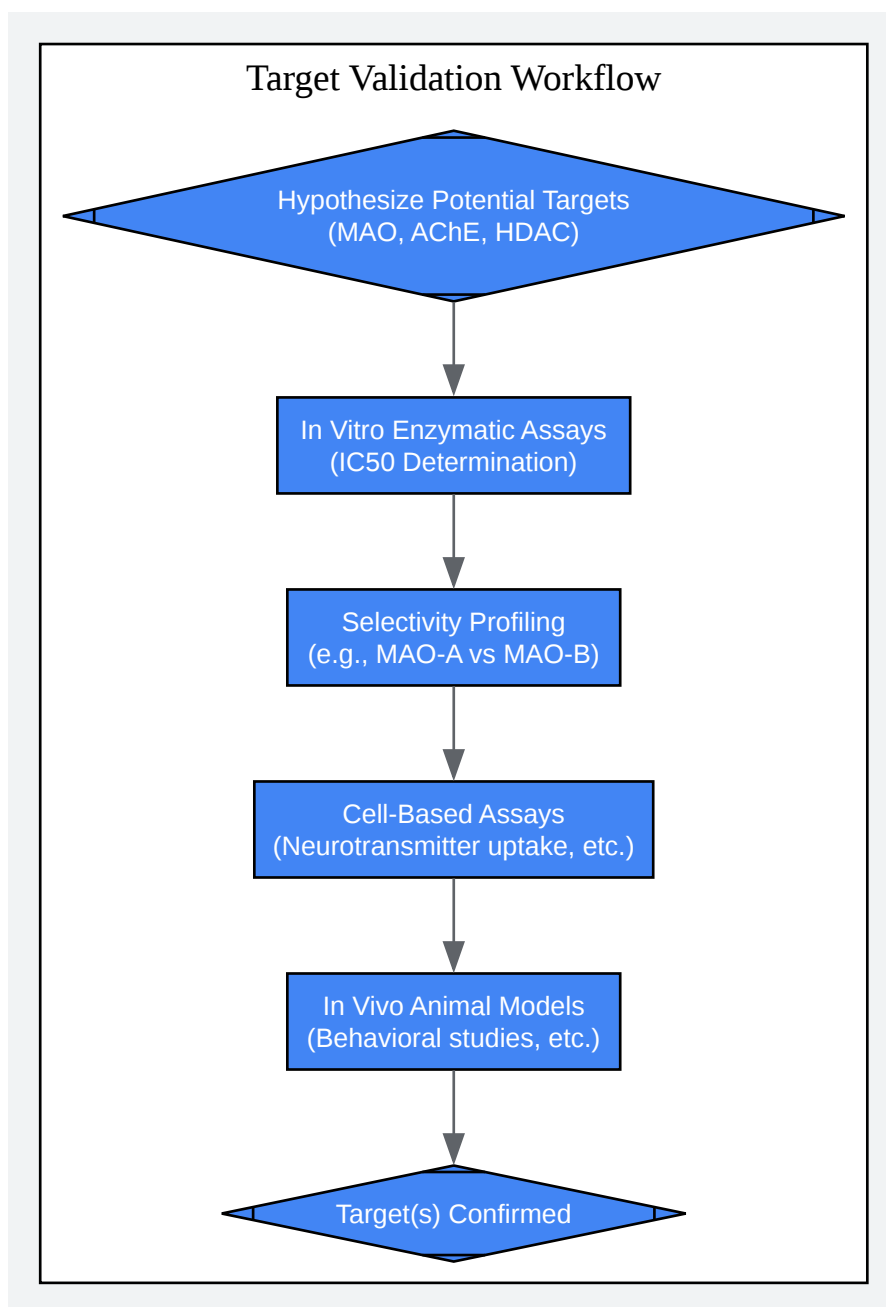 Target Validation Workflow
Hypothesize Potential Targets
(MAO, AChE, HDAC)
In Vitro Enzymatic Assays
(IC50 Determination)
Selectivity Profiling
(e.g., MAO-A vs MAO-B)
Cell-Based Assays
(Neurotransmitter uptake, etc.)
In Vivo Animal Models
(Behavioral studies, etc.)
Target(s) Confirmed